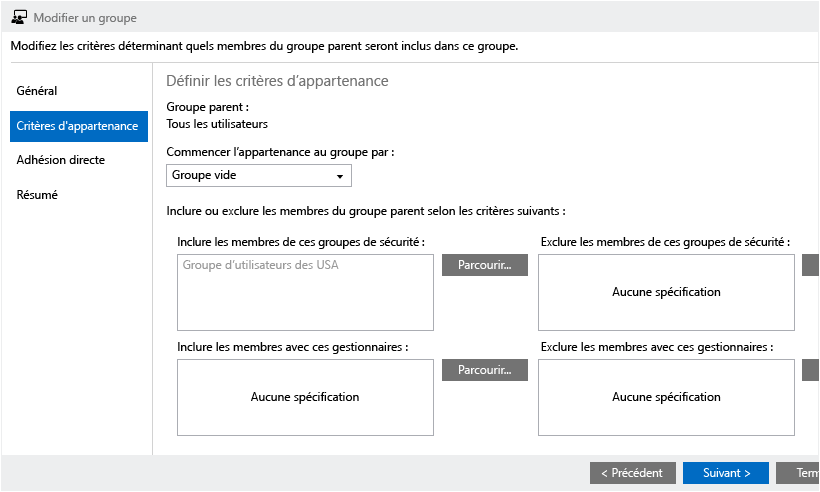 Modifier un groupe
Modifiez les critères déterminant quels membres du groupe parent seront inclus dans ce groupe.
Général
Critères d'appartenance
Adhésion directe
Résumé
Définir les critères d'appartenance
Groupe parent :
Tous les utilisateurs
Commencer l'appartenance au groupe par :
Groupe vide
Inclure ou exclure les membres du groupe parent selon les critères suivants :
Inclure les membres de ces groupes de sécurité :
Groupe d'utilisateurs des USA
Parcourir...
Exclure les membres de ces groupes de sécurité :
Aucune spécification
Inclure les membres avec ces gestionnaires :
Aucune spécification
Parcourir...
Exclure les membres avec ces gestionnaires :
Aucune spécification
< Précédent
Suivant >